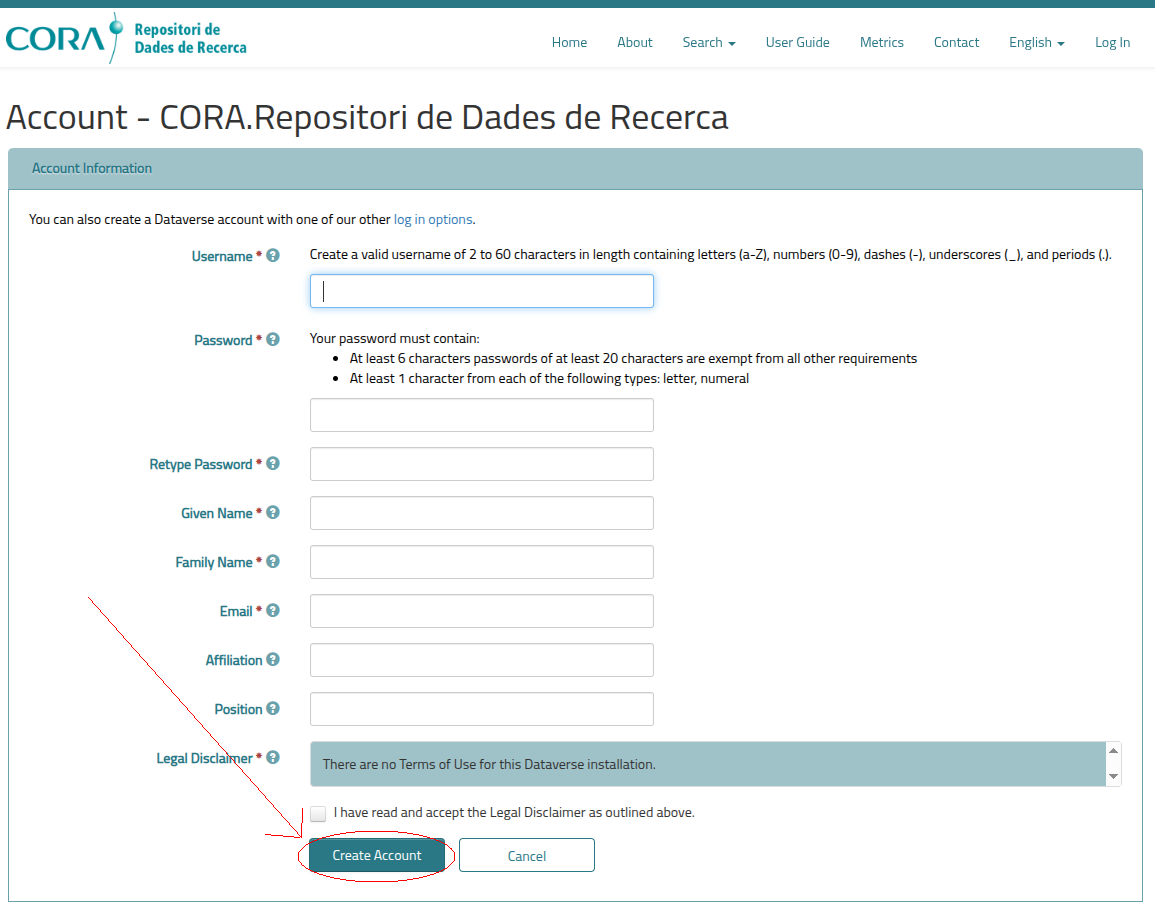 CORA
Repositori de
Dades de Recerca
Home About Search User Guide Metrics Contact English Log In
Account - CORA.Repositori de Dades de Recerca
Account Information
You can also create a Dataverse account with one of our other log in options.
Username * Create a valid username of 2 to 60 characters in length containing letters (a-Z), numbers (0-9), dashes (-), underscores (_), and periods (.).
Password * Your password must contain:
• At least 6 characters passwords of at least 20 characters are exempt from all other requirements
• At least 1 character from each of the following types: letter, numeral
Retype Password *
Given Name *
Family Name *
Email *
Affiliation
Position
Legal Disclaimer * There are no Terms of Use for this Dataverse installation.
I have read and accept the Legal Disclaimer as outlined above.
Create Account Cancel